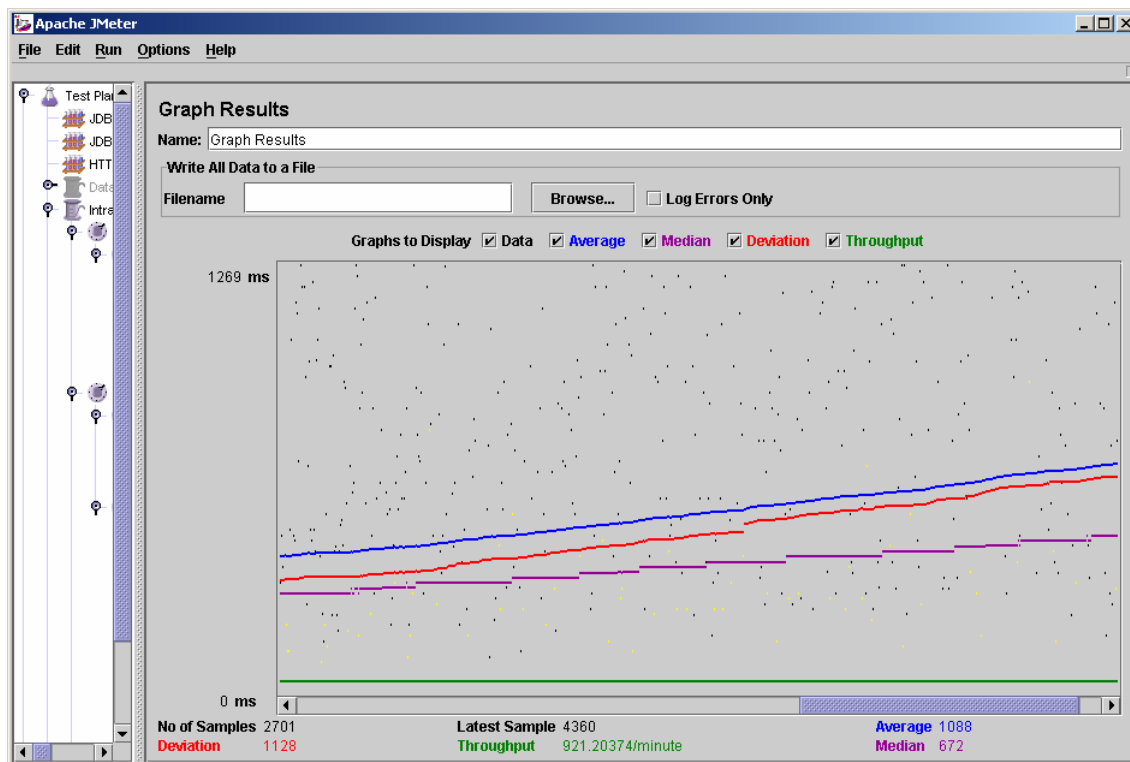 Apache JMeter
File Edit Run Options Help
Test Pla
JDB
JDB
HTT
Data
Intra
Graph Results
Name: Graph Results
Write All Data to a File
Filename Browse... Log Errors Only
Graphs to Display Data Average Median Deviation Throughput
1269 ms
0 ms
No of Samples 2701 Latest Sample 4360 Average 1088
Deviation 1128 Throughput 921.20374/minute Median 672